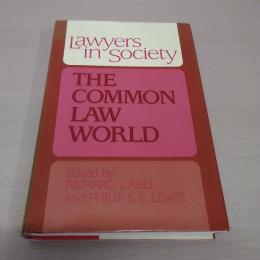 Lawyers
in Society
THE
COMMON
LAW
WORLD
Edited by
RICHARD L. ABEL
and PHILIP S. C. LEWIS